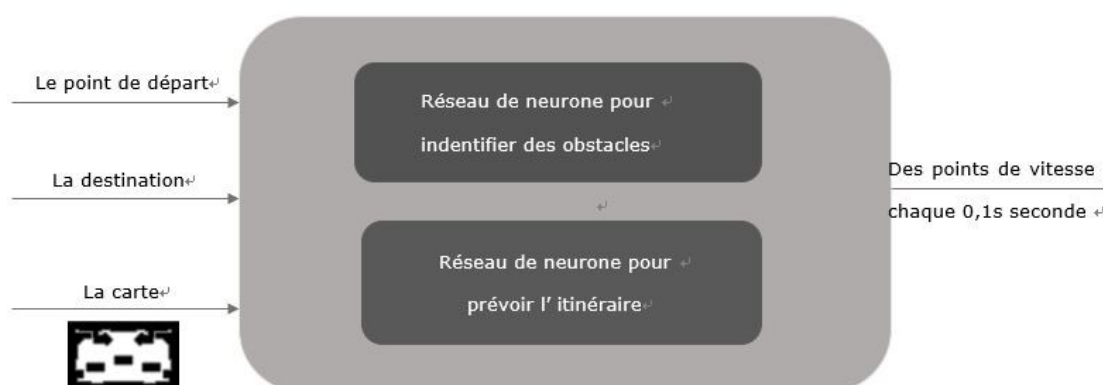 Le point de départ
La destination
La carte
Réseau de neurone pour
indentifier des obstacles
Réseau de neurone pour
prévoir l' itinéraire
Des points de vitesse
chaque 0,1s seconde